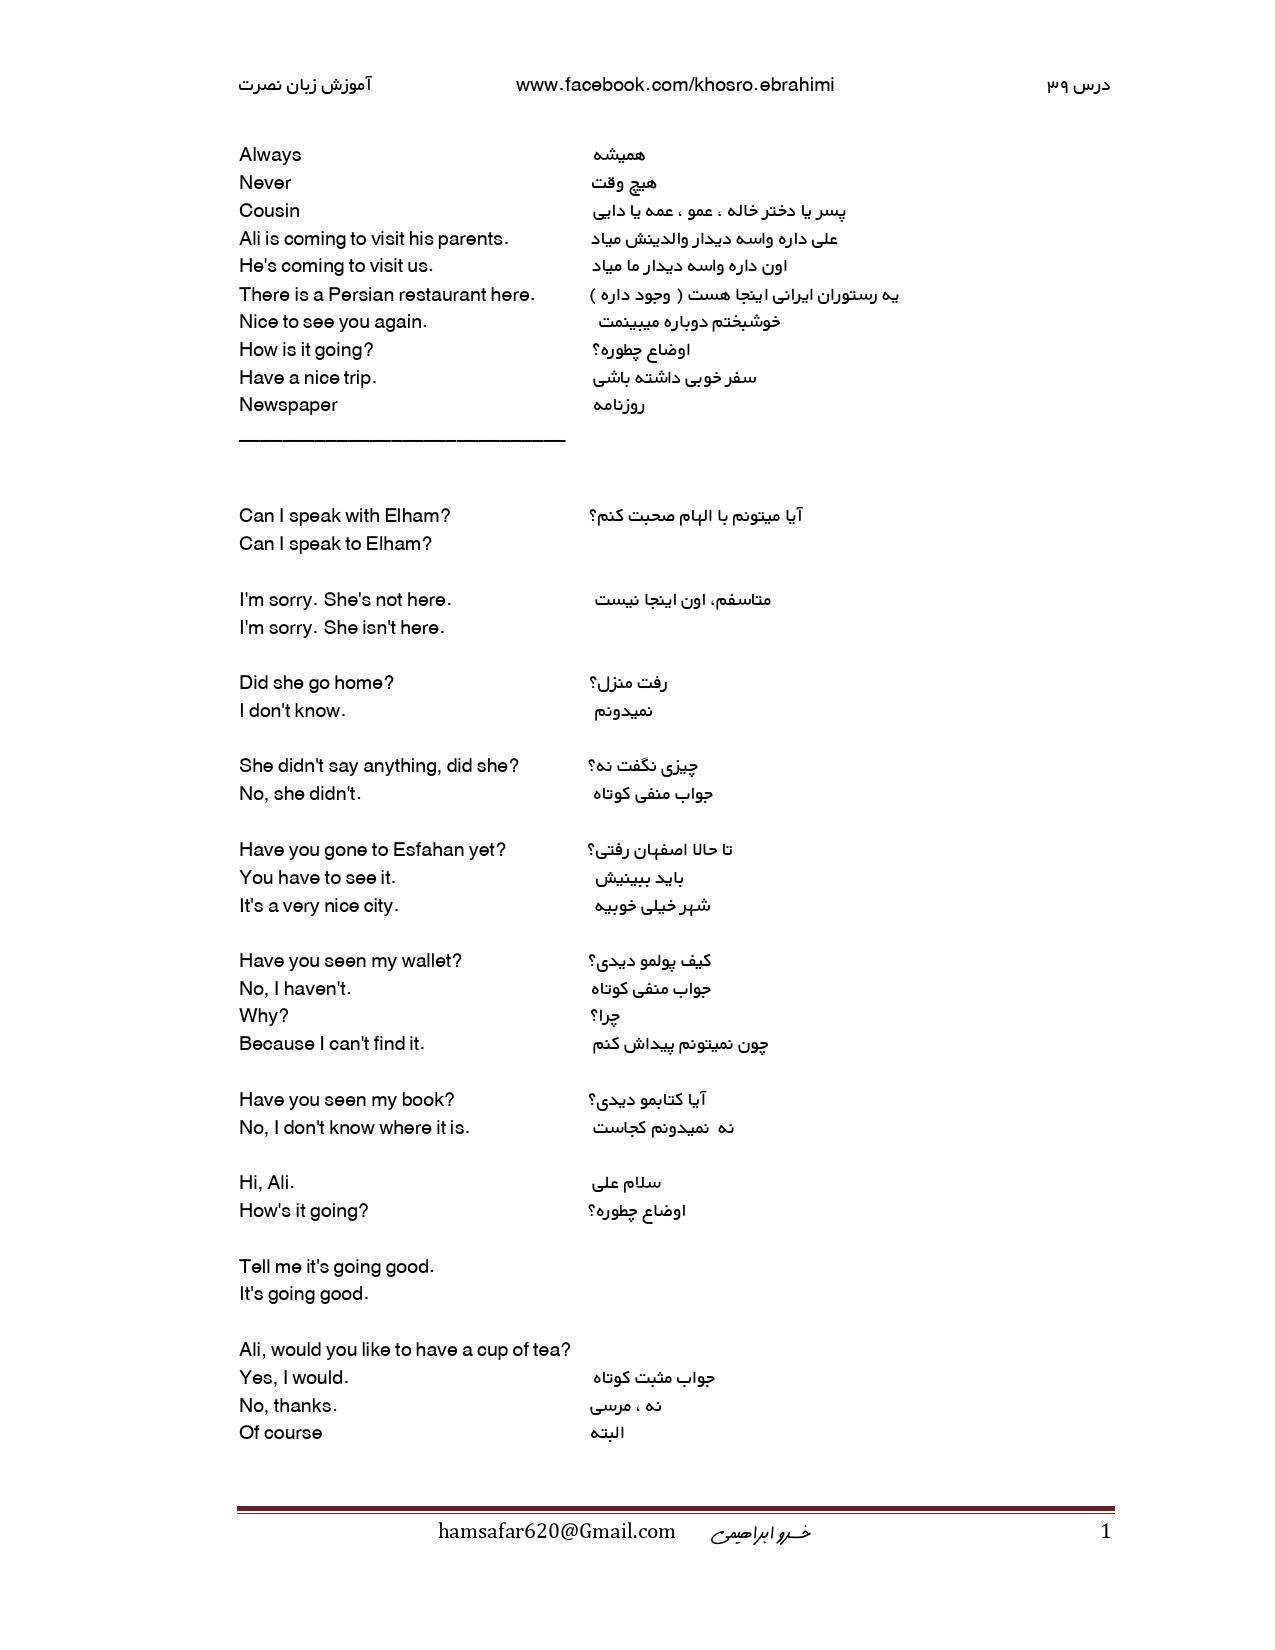 آموزش زبان نصرت www.facebook.com/khosro.ebrahimi درس ۳۹
Always همیشه
Never هیچ وقت
Cousin پسر یا دختر خاله ، عمو ، عمه یا دایی
Ali is coming to visit his parents. علی داره واسه دیدار والدینش میاد
He's coming to visit us. اون داره واسه دیدار ما میاد
There is a Persian restaurant here. یه رستوران ایرانی اینجا هست ( وجود داره )
Nice to see you again. خوشبختم دوباره میبینمت
How is it going? اوضاع چطوره؟
Have a nice trip. سفر خوبی داشته باشی
Newspaper روزنامه
Can I speak with Elham? آیا میتونم با الهام صحبت کنم؟
Can I speak to Elham?
I'm sorry. She's not here. متاسفم، اون اینجا نیست
I'm sorry. She isn't here.
Did she go home? رفت منزل؟
I don't know. نمیدونم
She didn't say anything, did she? چیزی نگفت نه؟
No, she didn't. جواب منفی کوتاه
Have you gone to Esfahan yet? تا حالا اصفهان رفتی؟
You have to see it. باید ببینیش
It's a very nice city. شهر خیلی خوبیه
Have you seen my wallet? کیف پولمو دیدی؟
No, I haven't. جواب منفی کوتاه
Why? چرا؟
Because I can't find it. چون نمیتونم پیداش کنم
Have you seen my book? آیا کتابمو دیدی؟
No, I don't know where it is. نه نمیدونم کجاست
Hi, Ali. سلام علی
How's it going? اوضاع چطوره؟
Tell me it's going good.
It's going good.
Ali, would you like to have a cup of tea?
Yes, I would. جواب مثبت کوتاه
No, thanks. نه ، مرسی
Of course البته
hamsafar620@Gmail.com خسرو ابراهیمی 1